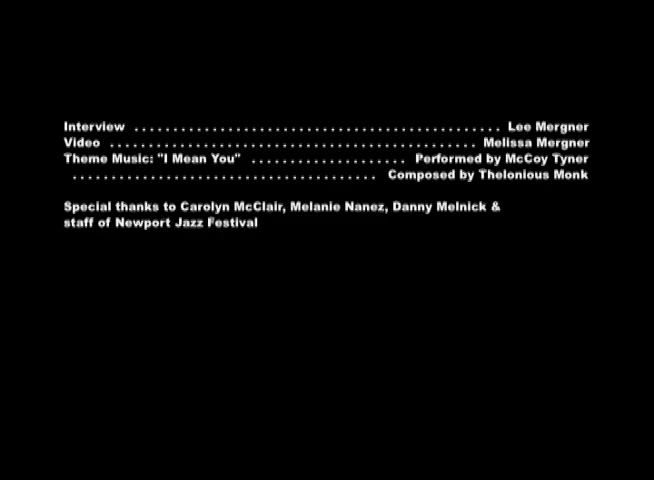 Interview ............................................... Lee Mergner
Video ............................................... Melissa Mergner
Theme Music: "I Mean You" .................... Performed by McCoy Tyner
....................................... Composed by Thelonious Monk
Special thanks to Carolyn McClair, Melanie Nanez, Danny Melnick &
staff of Newport Jazz Festival